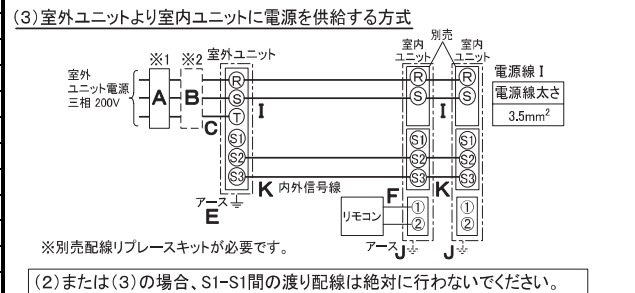 (3)室外ユニットより室内ユニットに電源を供給する方式
別売
※1 ※2 室外ユニット 室内ユニット 室内ユニット
室外
ユニット電源
三相 200V
A B C
R
S
T
S1
S2
S3
I
R
S
S1
S2
S3
I
R
S
S1
S2
S3
電源線 I
電源線太さ
3.5mm²
K 内外信号線 K
アース
E
F
リモコン
①
②
①
②
アース J J
※別売配線リプレースキットが必要です。
(2)または(3)の場合、S1-S1間の渡り配線は絶対に行わないでください。